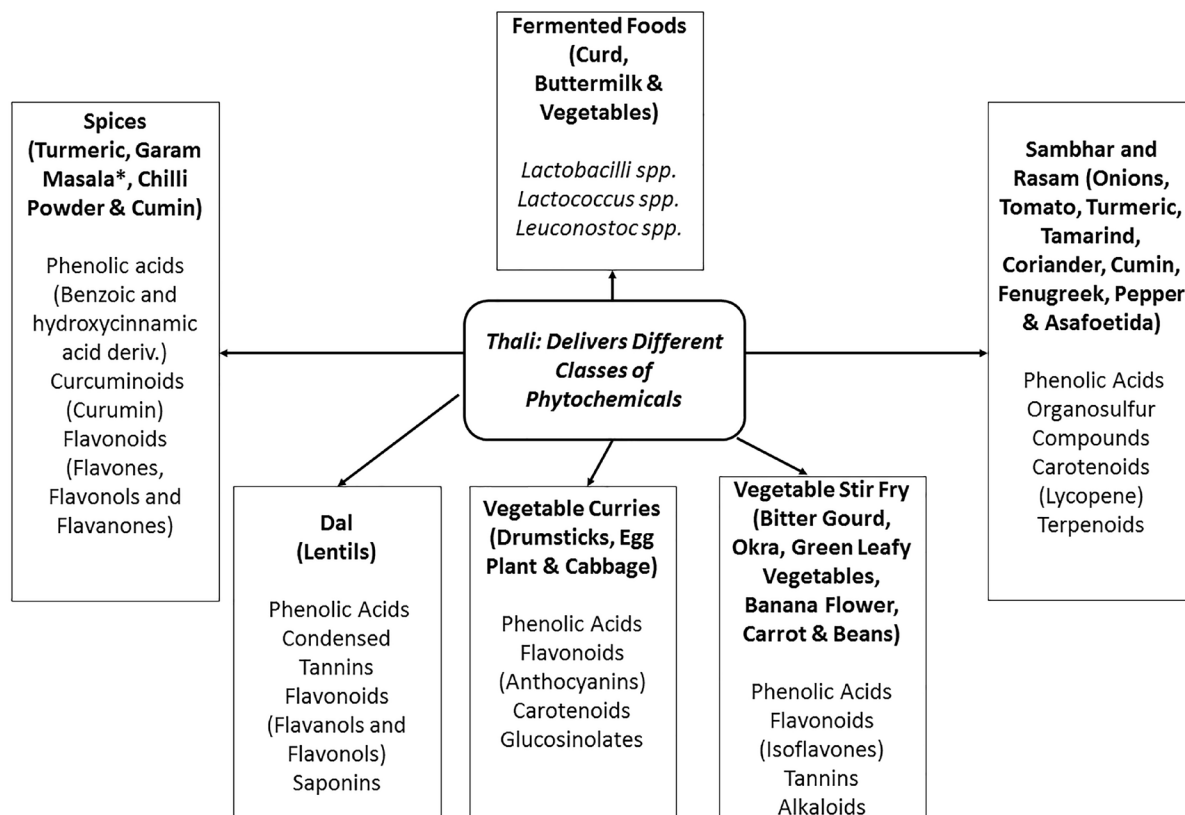 Fermented Foods
(Curd,
Buttermilk &
Vegetables)
Lactobacilli spp.
Lactococcus spp.
Leuconostoc spp.
Spices
(Turmeric, Garam
Masala*, Chilli
Powder & Cumin)
Phenolic acids
(Benzoic and
hydroxycinnamic
acid deriv.)
Curcuminoids
(Curumin)
Flavonoids
(Flavones,
Flavonols and
Flavanones)
Thali: Delivers Different
Classes of
Phytochemicals
Sambhar and
Rasam (Onions,
Tomato, Turmeric,
Tamarind,
Coriander, Cumin,
Fenugreek, Pepper
& Asafoetida)
Phenolic Acids
Organosulfur
Compounds
Carotenoids
(Lycopene)
Terpenoids
Dal
(Lentils)
Phenolic Acids
Condensed
Tannins
Flavonoids
(Flavanols and
Flavonols)
Saponins
Vegetable Curries
(Drumsticks, Egg
Plant & Cabbage)
Phenolic Acids
Flavonoids
(Anthocyanins)
Carotenoids
Glucosinolates
Vegetable Stir Fry
(Bitter Gourd,
Okra, Green Leafy
Vegetables,
Banana Flower,
Carrot & Beans)
Phenolic Acids
Flavonoids
(Isoflavones)
Tannins
Alkaloids